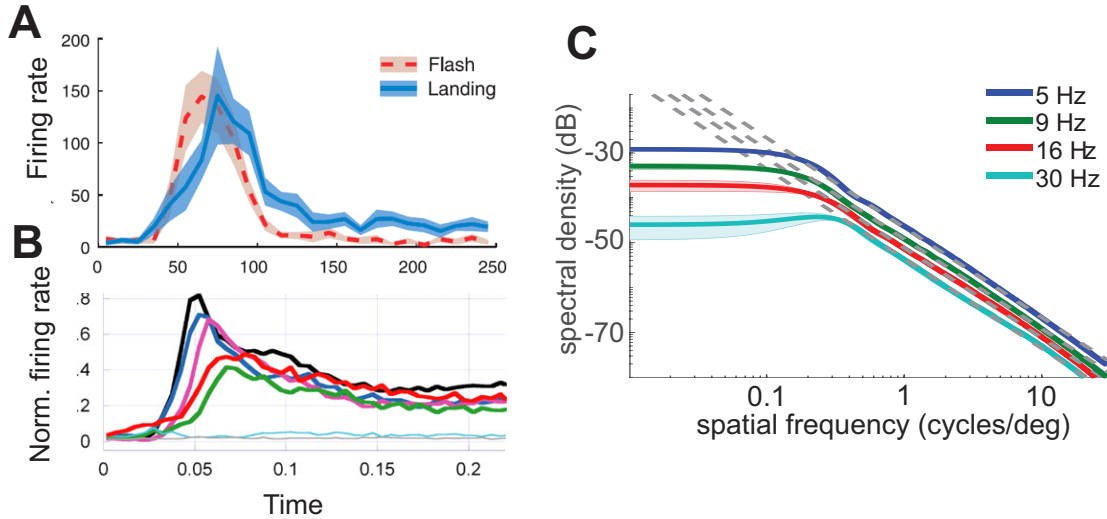 A
Firing rate
200
150
100
50
0
Flash
Landing
0
50
100
150
200
250
B
Norm. firing rate
.8
.6
.4
.2
0
0
0.05
0.1
0.15
0.2
Time
C
spectral density (dB)
-30
-50
-70
5 Hz
9 Hz
16 Hz
30 Hz
0.1
1
10
spatial frequency (cycles/deg)